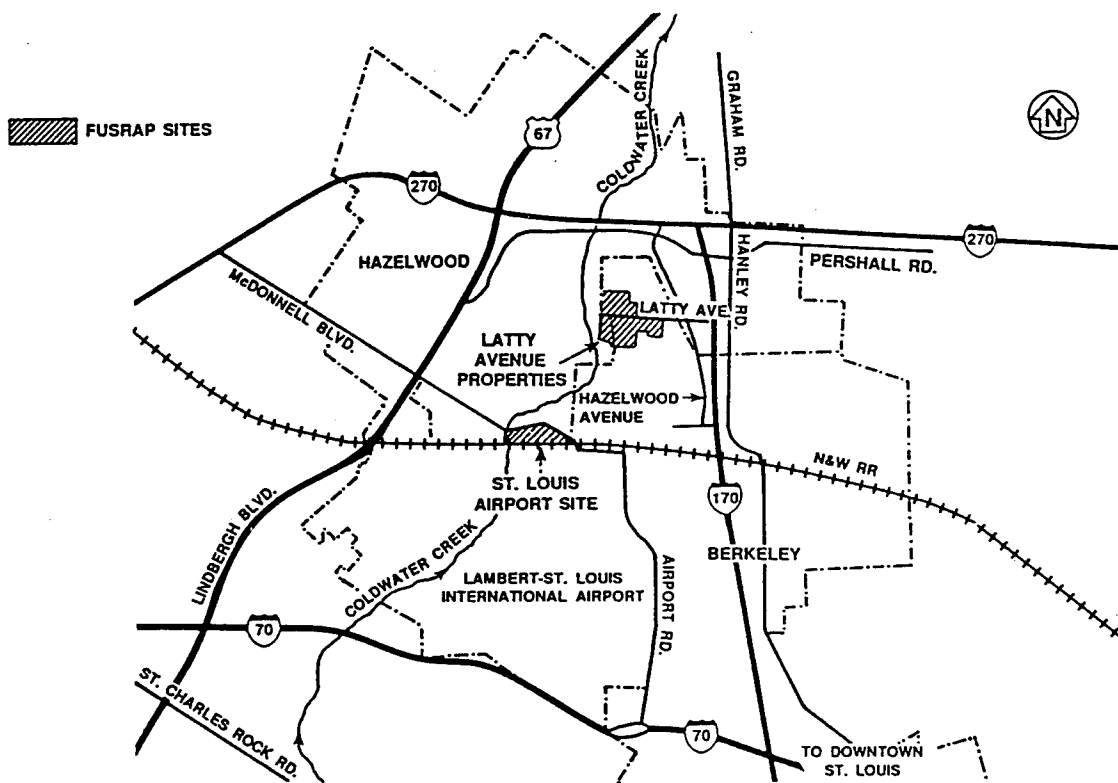 FUSRAP SITES
67
COLDWATER CREEK
GRAHAM RD.
N
270
HAZELWOOD
270
PERSHALL RD.
HANLEY RD.
McDONNELL BLVD.
LATTY AVE.
LATTY
AVENUE
PROPERTIES
HAZELWOOD
AVENUE
N&W RR
ST. LOUIS
AIRPORT SITE
170
LINDBERGH BLVD.
COLDWATER CREEK
BERKELEY
LAMBERT-ST. LOUIS
INTERNATIONAL AIRPORT
AIRPORT RD.
70
ST. CHARLES ROCK RD.
70
TO DOWNTOWN
ST. LOUIS